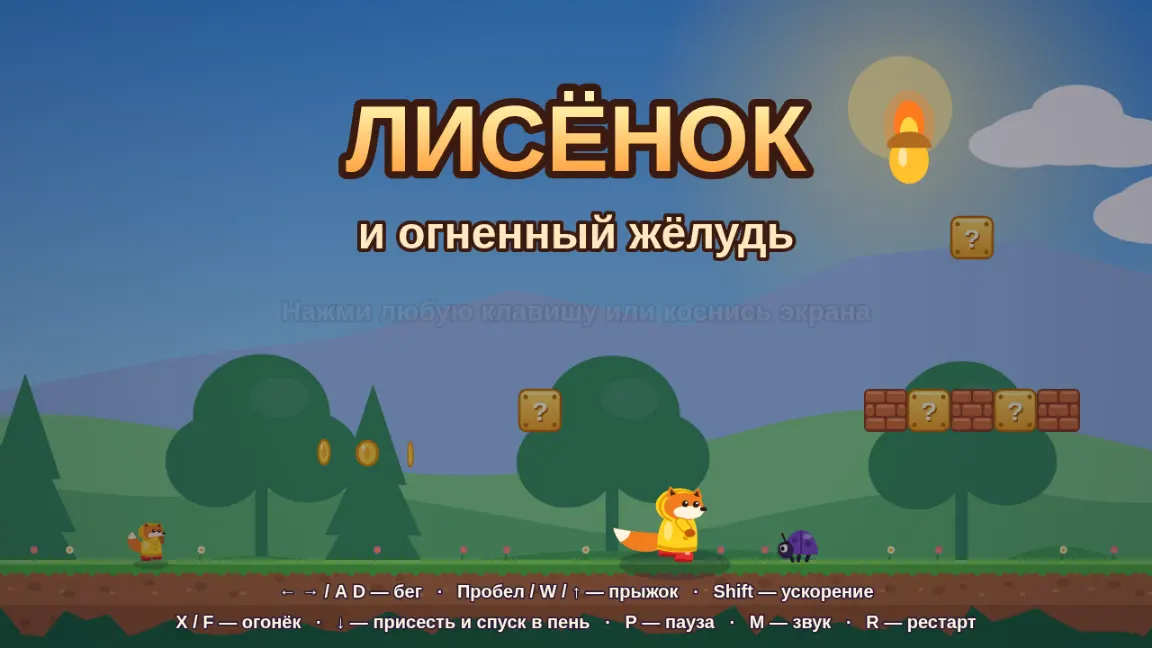 ЛИСЁНОК
и огненный жёлудь
?
Нажми любую клавишу или коснись экрана
?
? ?
← → / A D — бег · Пробел / W / ↑ — прыжок · Shift — ускорение
X / F — огонёк · ↓ — присесть и спуск в пень · P — пауза · M — звук · R — рестарт